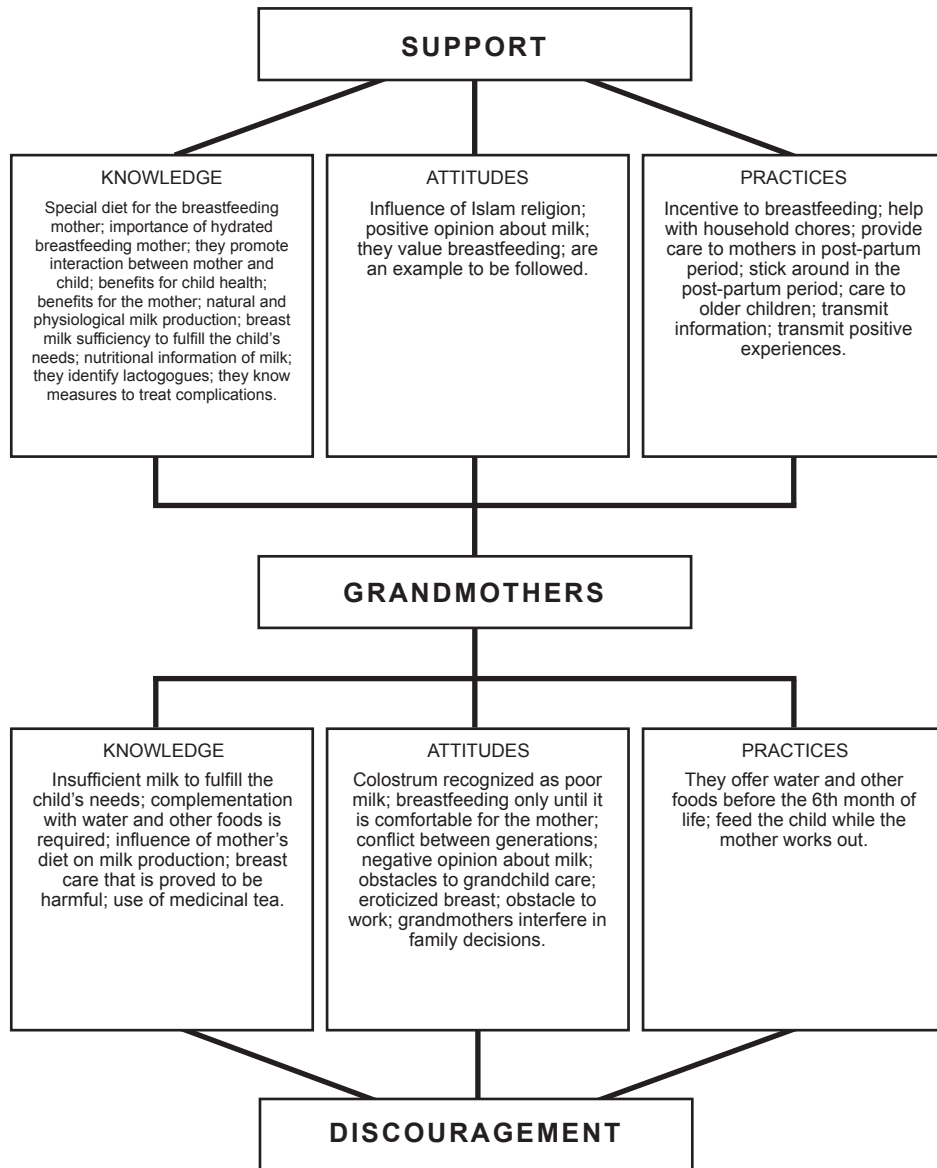 SUPPORT
KNOWLEDGE
Special diet for the breastfeeding
mother; importance of hydrated
breastfeeding mother; they promote
interaction between mother and
child; benefits for child health;
benefits for the mother; natural and
physiological milk production; breast
milk sufficiency to fulfill the child's
needs; nutritional information of milk;
they identify lactogogues; they know
measures to treat complications.
ATTITUDES
Influence of Islam religion;
positive opinion about milk;
they value breastfeeding; are
an example to be followed.
PRACTICES
Incentive to breastfeeding; help
with household chores; provide
care to mothers in post-partum
period; stick around in the
post-partum period; care to
older children; transmit
information; transmit positive
experiences.
GRANDMOTHERS
KNOWLEDGE
Insufficient milk to fulfill the
child's needs; complementation
with water and other foods is
required; influence of mother's
diet on milk production; breast
care that is proved to be
harmful; use of medicinal tea.
ATTITUDES
Colostrum recognized as poor
milk; breastfeeding only until it
is comfortable for the mother;
conflict between generations;
negative opinion about milk;
obstacles to grandchild care;
eroticized breast; obstacle to
work; grandmothers interfere in
family decisions.
PRACTICES
They offer water and other
foods before the 6th month of
life; feed the child while the
mother works out.
DISCOURAGEMENT